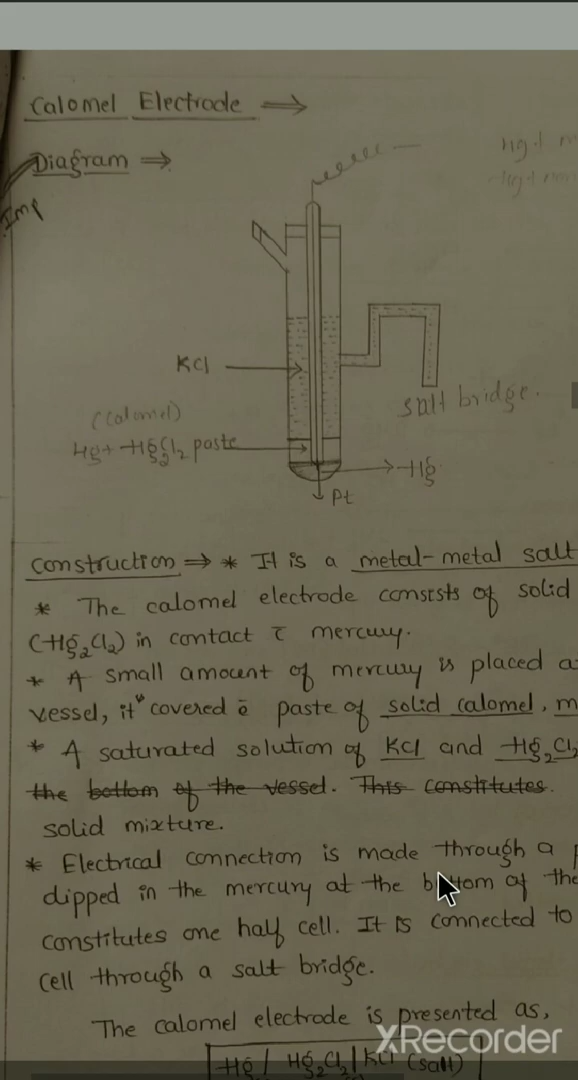 Calomel Electrode ⟹
Diagram ⟹
Imp
Hg +
KCl
(calomel)
Hg + Hg2Cl2 paste
salt bridge.
Hg
Pt
construction ⟹ * It is a metal-metal salt
* The calomel electrode consists of solid
(Hg2Cl2) in contact c̄ mercury.
* A small amount of mercury is placed a
vessel, it" covered c̄ paste of solid calomel, m
* A saturated solution of KCl and Hg2Cl2
the bottom of the vessel. This constitutes.
solid mixture.
* Electrical connection is made through a p
dipped in the mercury at the bottom of the
constitutes one half cell. It is connected to
cell through a salt bridge.
The calomel electrode is presented as,
Hg / Hg2Cl2 | KCl (salt)
XRecorder